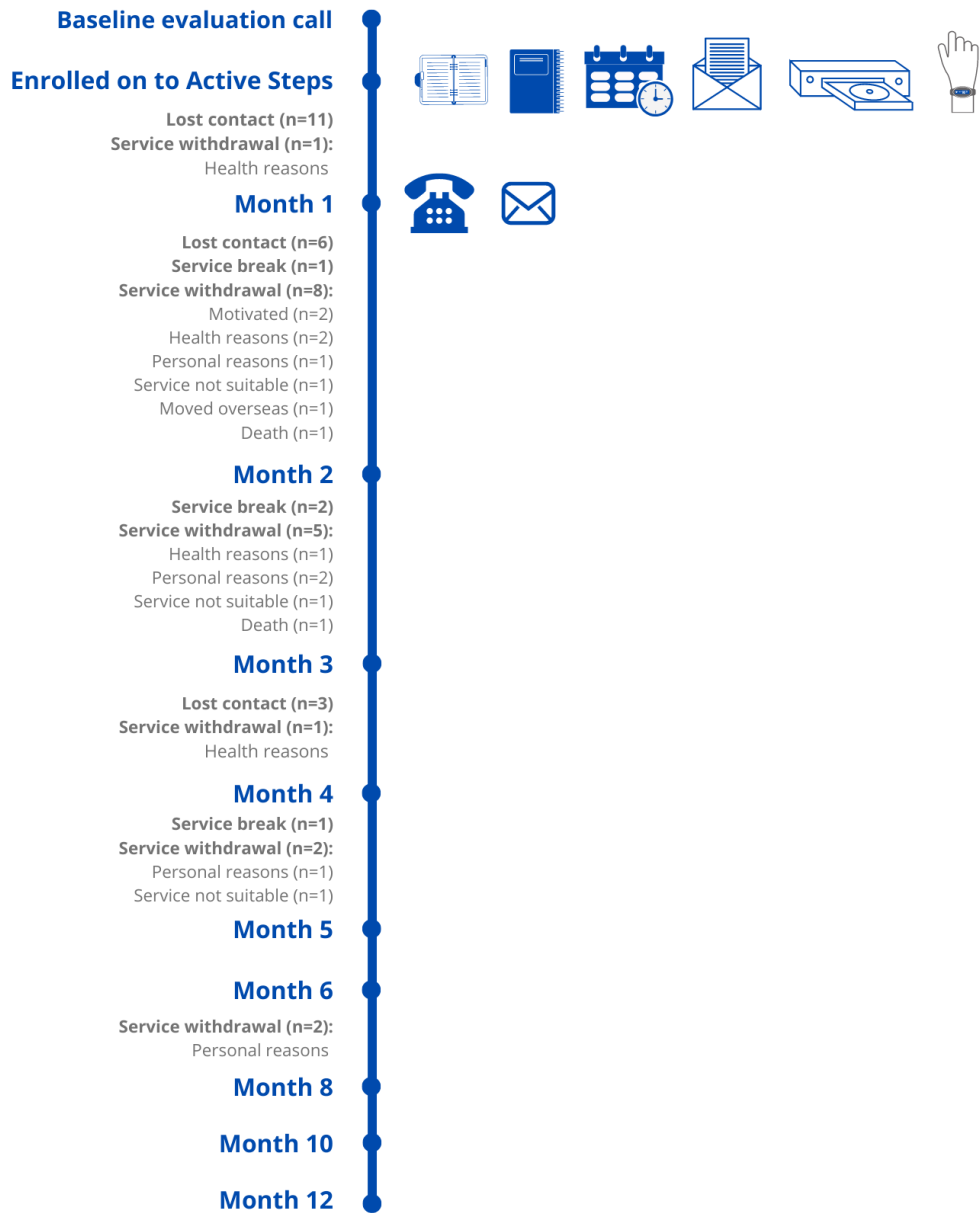 Baseline evaluation call
Enrolled on to Active Steps
Lost contact (n=11)
Service withdrawal (n=1):
Health reasons
Month 1
Lost contact (n=6)
Service break (n=1)
Service withdrawal (n=8):
Motivated (n=2)
Health reasons (n=2)
Personal reasons (n=1)
Service not suitable (n=1)
Moved overseas (n=1)
Death (n=1)
Month 2
Service break (n=2)
Service withdrawal (n=5):
Health reasons (n=1)
Personal reasons (n=2)
Service not suitable (n=1)
Death (n=1)
Month 3
Lost contact (n=3)
Service withdrawal (n=1):
Health reasons
Month 4
Service break (n=1)
Service withdrawal (n=2):
Personal reasons (n=1)
Service not suitable (n=1)
Month 5
Month 6
Service withdrawal (n=2):
Personal reasons
Month 8
Month 10
Month 12